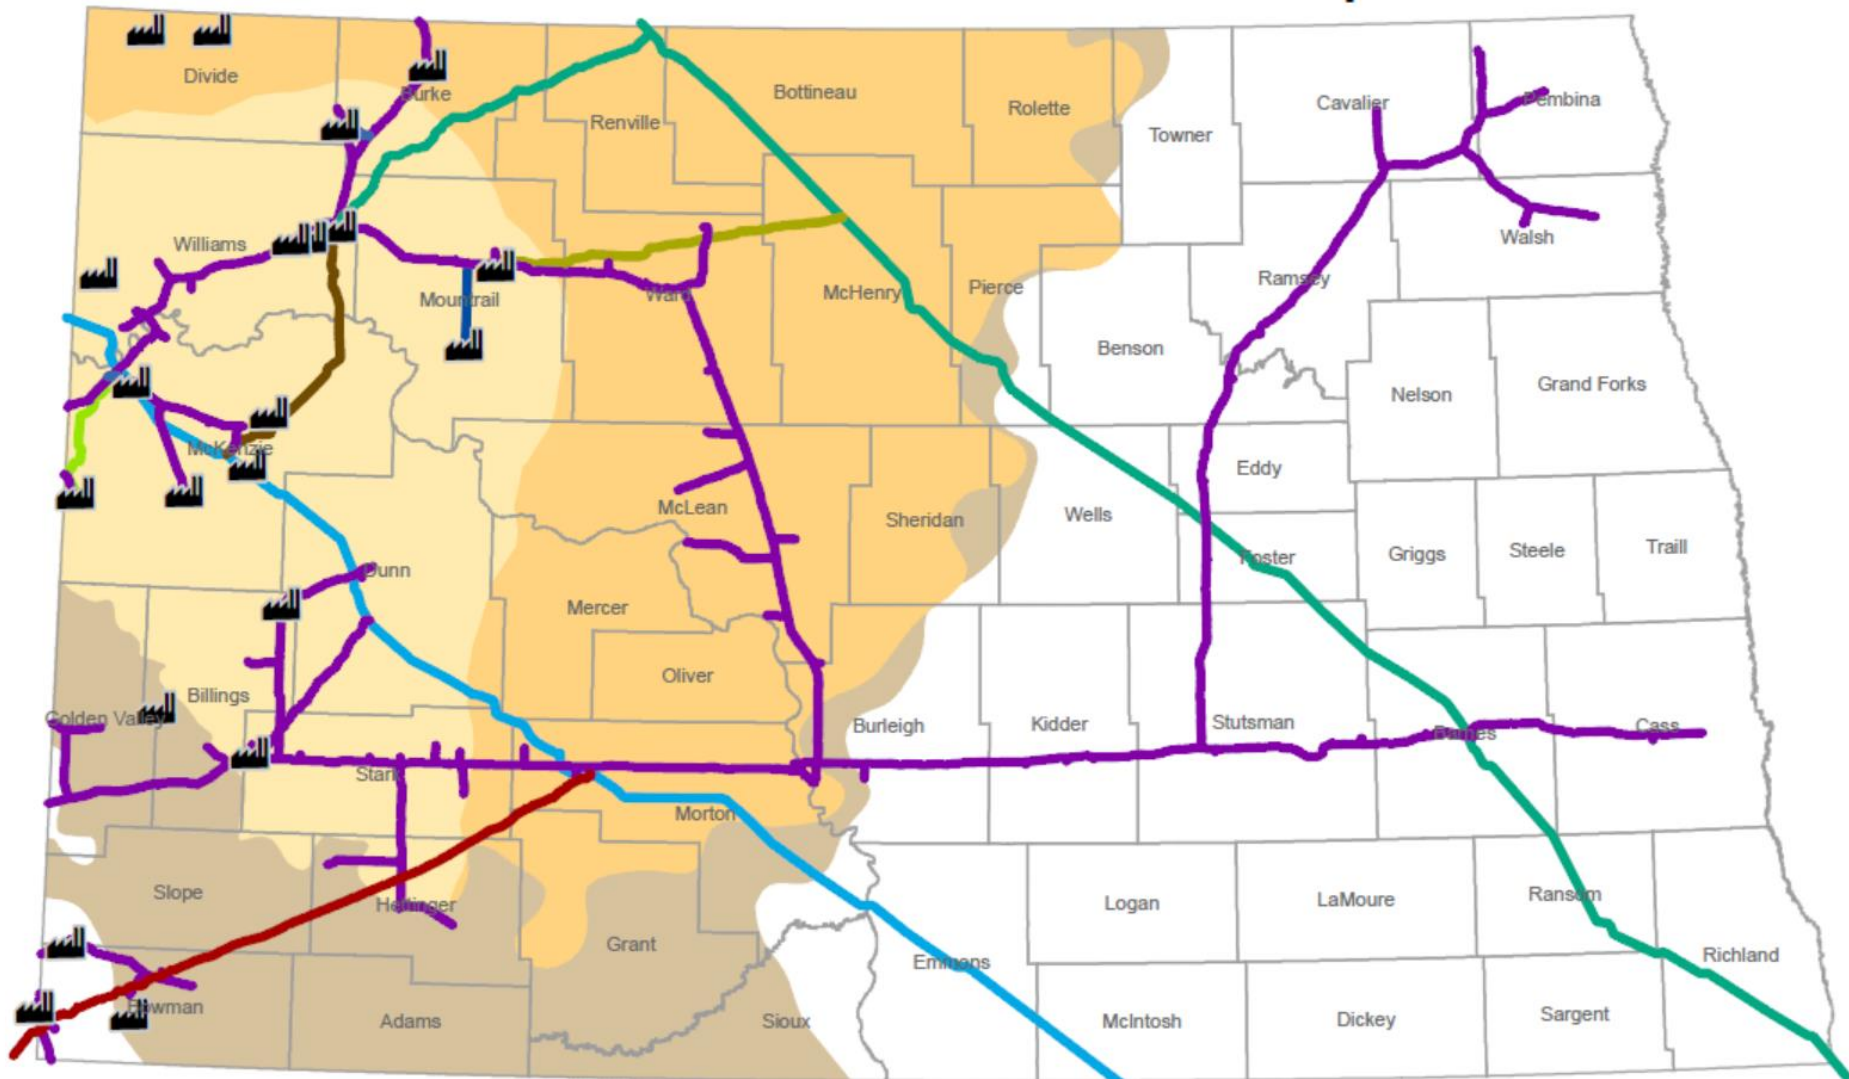 Divide
Burke
Renville
Bottineau
Rolette
Towner
Cavalier
Pembina
Williams
Mountrail
Ward
McHenry
Pierce
Ramsey
Walsh
Benson
Nelson
Grand Forks
McKenzie
McLean
Sheridan
Wells
Eddy
Foster
Griggs
Steele
Traill
Dunn
Mercer
Oliver
Billings
Golden Valley
Stark
Morton
Burleigh
Kidder
Stutsman
Barnes
Cass
Slope
Hettinger
Grant
Bowman
Adams
Sioux
Emmons
Logan
LaMoure
Ransom
Richland
McIntosh
Dickey
Sargent